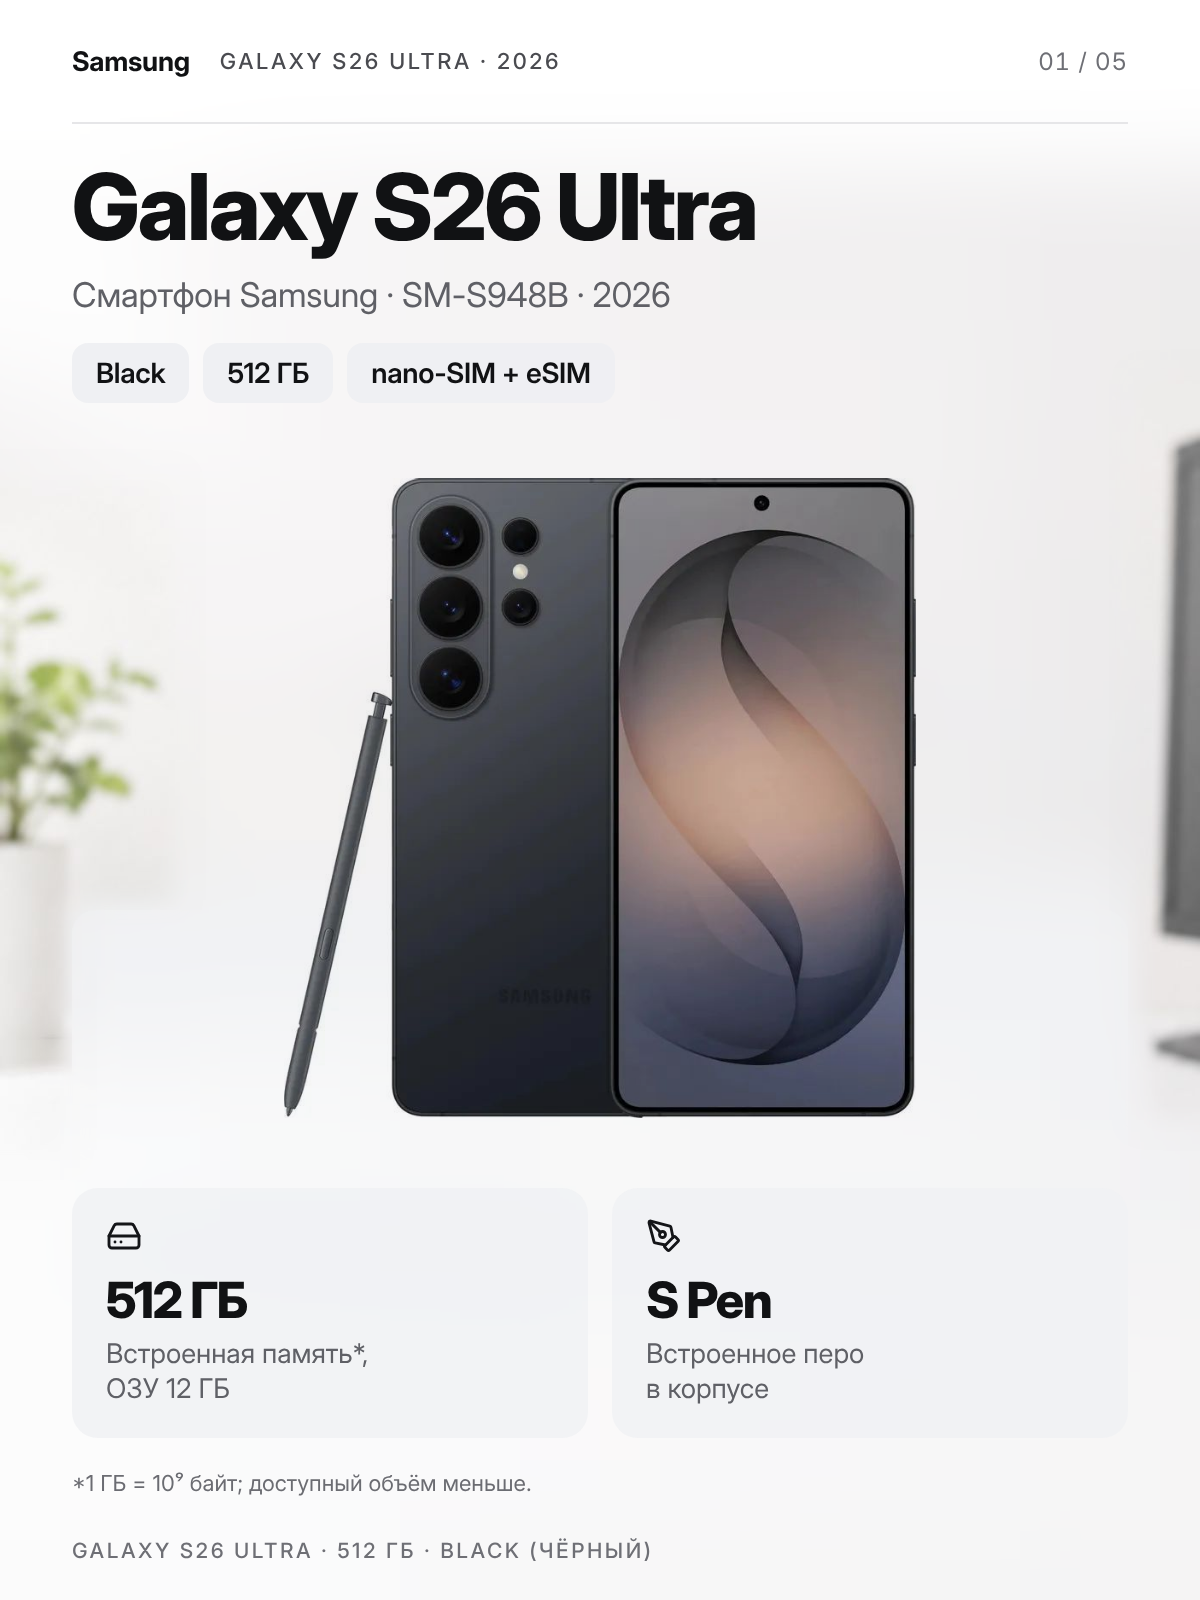 Samsung GALAXY S26 ULTRA · 2026 01 / 05
Galaxy S26 Ultra
Смартфон Samsung · SM-S948B · 2026
Black 512 ГБ nano-SIM + eSIM
SAMSUNG
512 ГБ
Встроенная память*,
ОЗУ 12 ГБ
S Pen
Встроенное перо
в корпусе
*1 ГБ = 10⁹ байт; доступный объём меньше.
GALAXY S26 ULTRA · 512 ГБ · BLACK (ЧЁРНЫЙ)